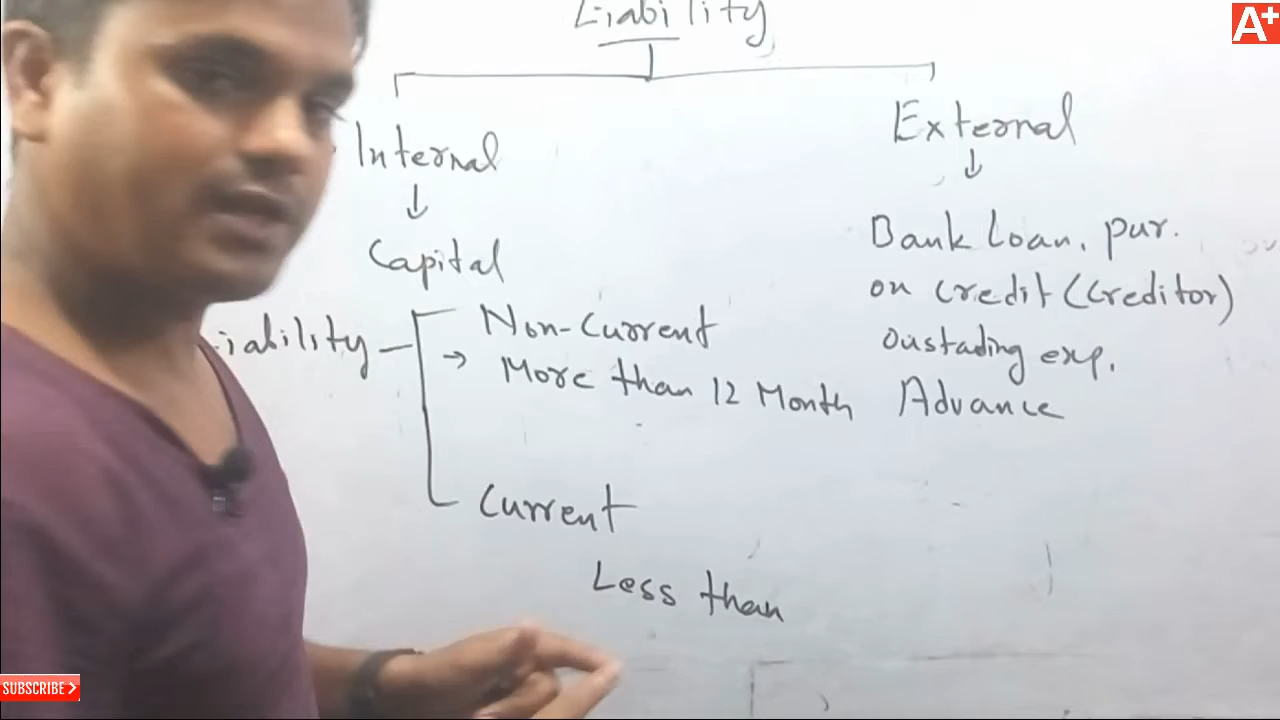 A+
Liability
Internal
External
↓
↓
Capital
Bank Loan, pur.
on credit (Creditor)
Liability
Non-Current
Oustading exp.
→ More than 12 Month
Advance
Current
Less than
SUBSCRIBE